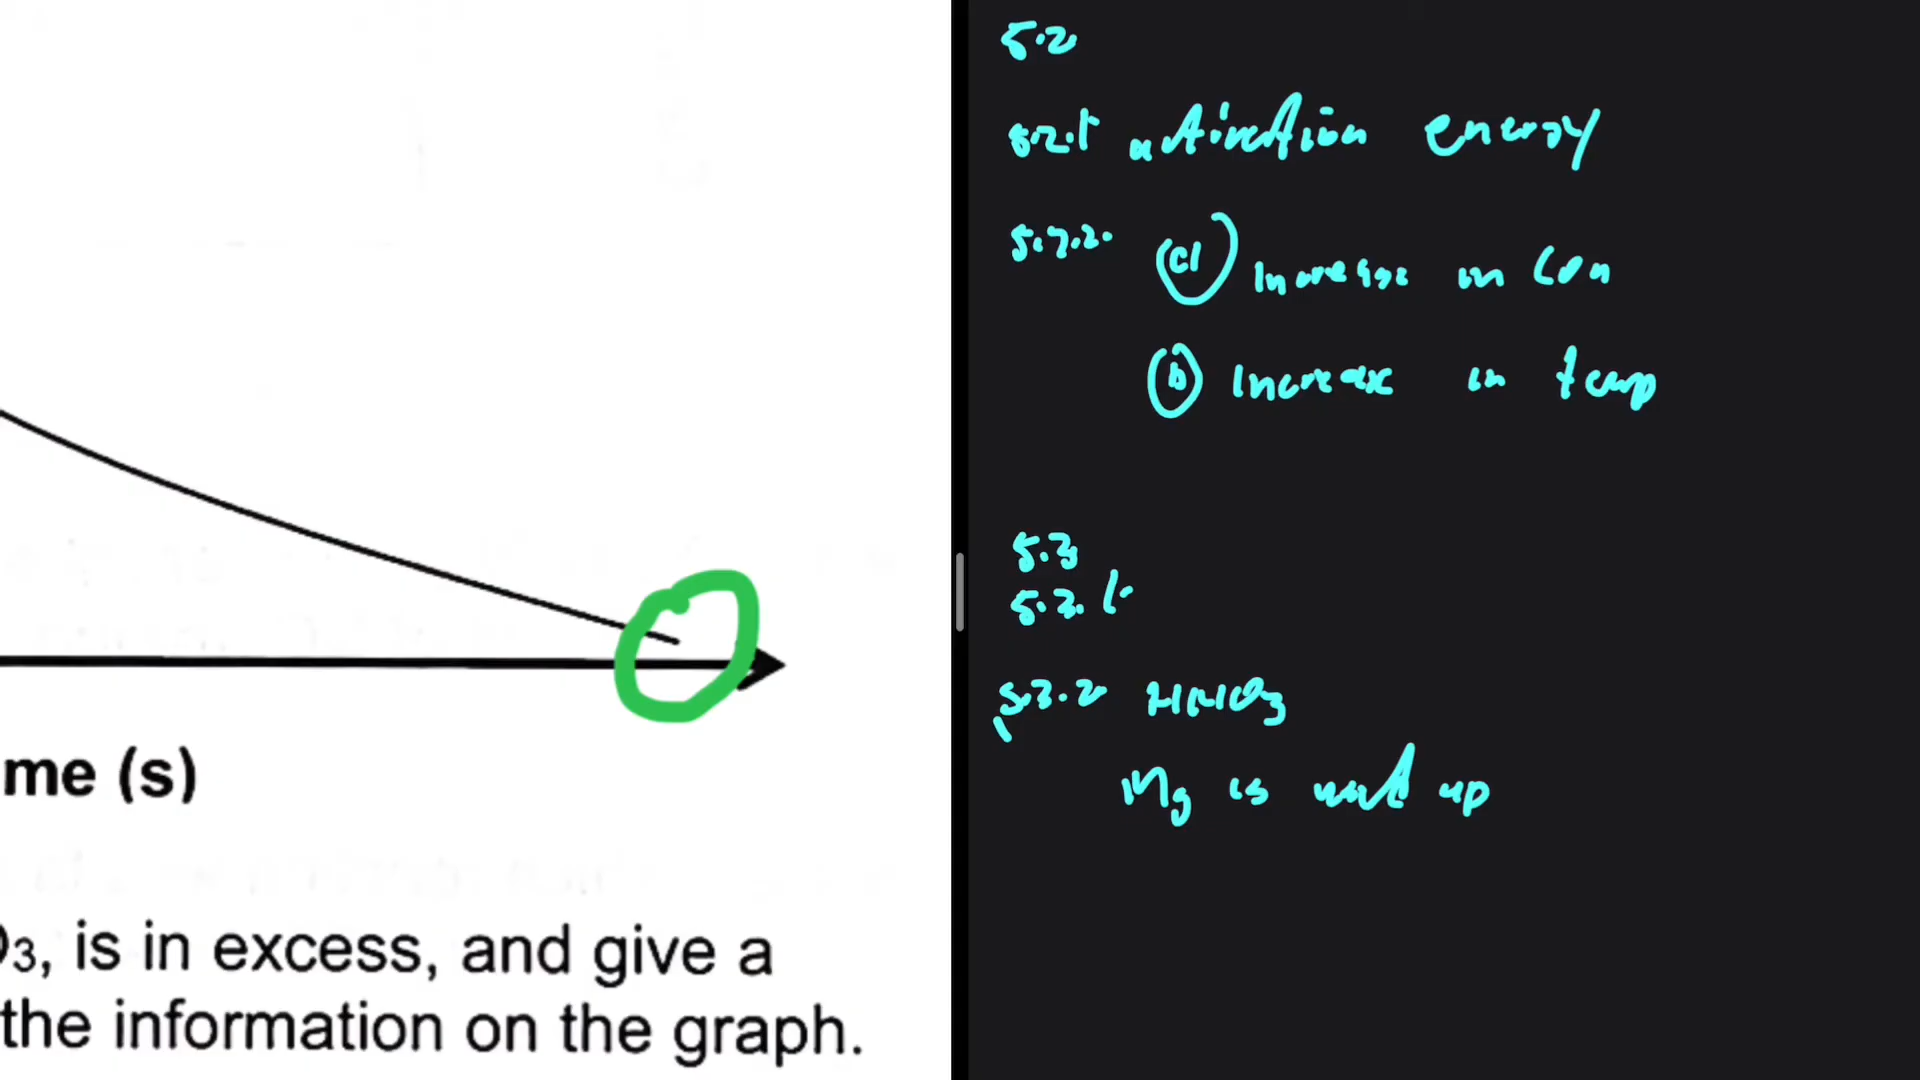 me (s)
O3, is in excess, and give a
the information on the graph.
5.2
5.2.1 activation energy
5.2.2. (a) Increase in Con
(b) Increase in temp
5.3
5.3.1.
5.3.2 HNO3
Mg is used up